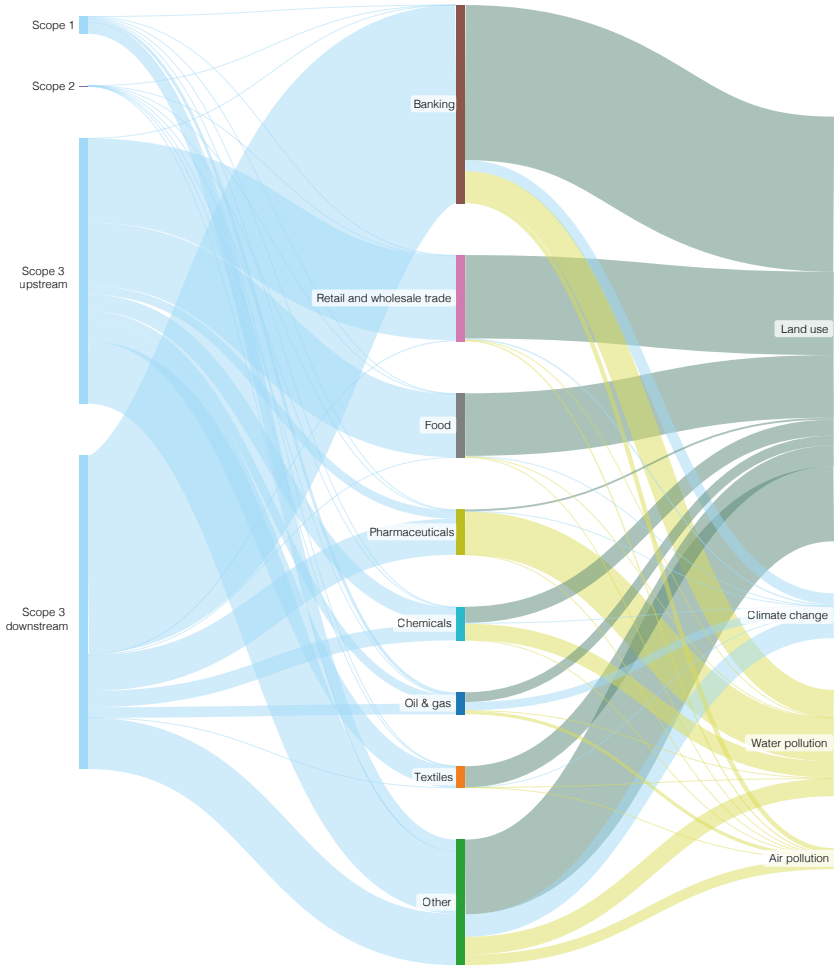 Scope 1
Scope 2
Scope 3
upstream
Scope 3
downstream
Banking
Retail and wholesale trade
Food
Pharmaceuticals
Chemicals
Oil & gas
Textiles
Other
Land use
Climate change
Water pollution
Air pollution